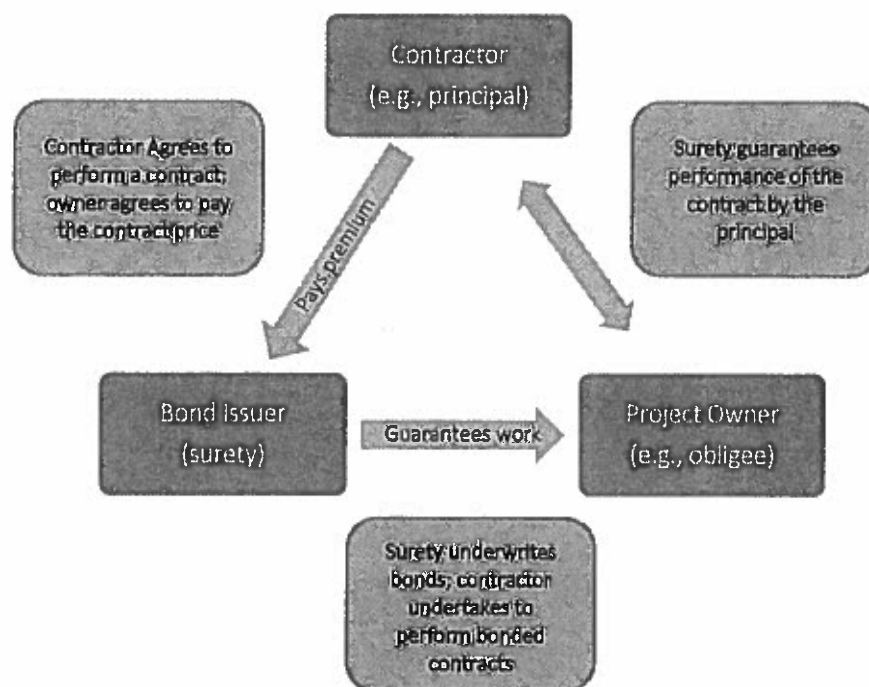 Contractor
(e.g., principal)
Contractor Agrees to
perform a contract;
owner agrees to pay
the contract price
Surety guarantees
performance of the
contract by the
principal
Pays premium
Bond Issuer
(surety)
Guarantees work
Project Owner
(e.g., obligee)
Surety underwrites
bonds; contractor
undertakes to
perform bonded
contracts